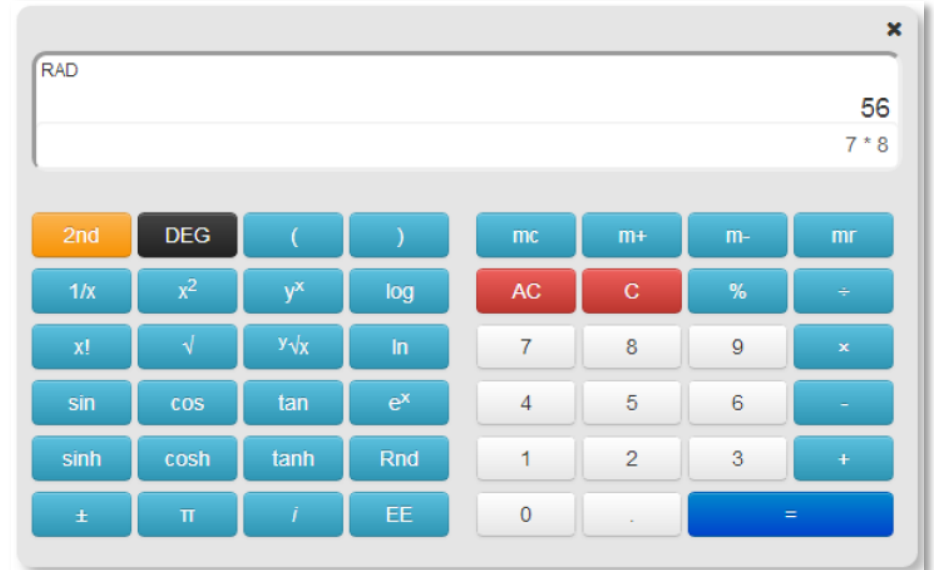 ✖
RAD
56
7 * 8
2nd DEG ( ) mc m+ m- mr
1/x x² yˣ log AC C % ÷
x! √ ʸ√x ln 7 8 9 ×
sin cos tan eˣ 4 5 6 -
sinh cosh tanh Rnd 1 2 3 +
± π i EE 0 . =